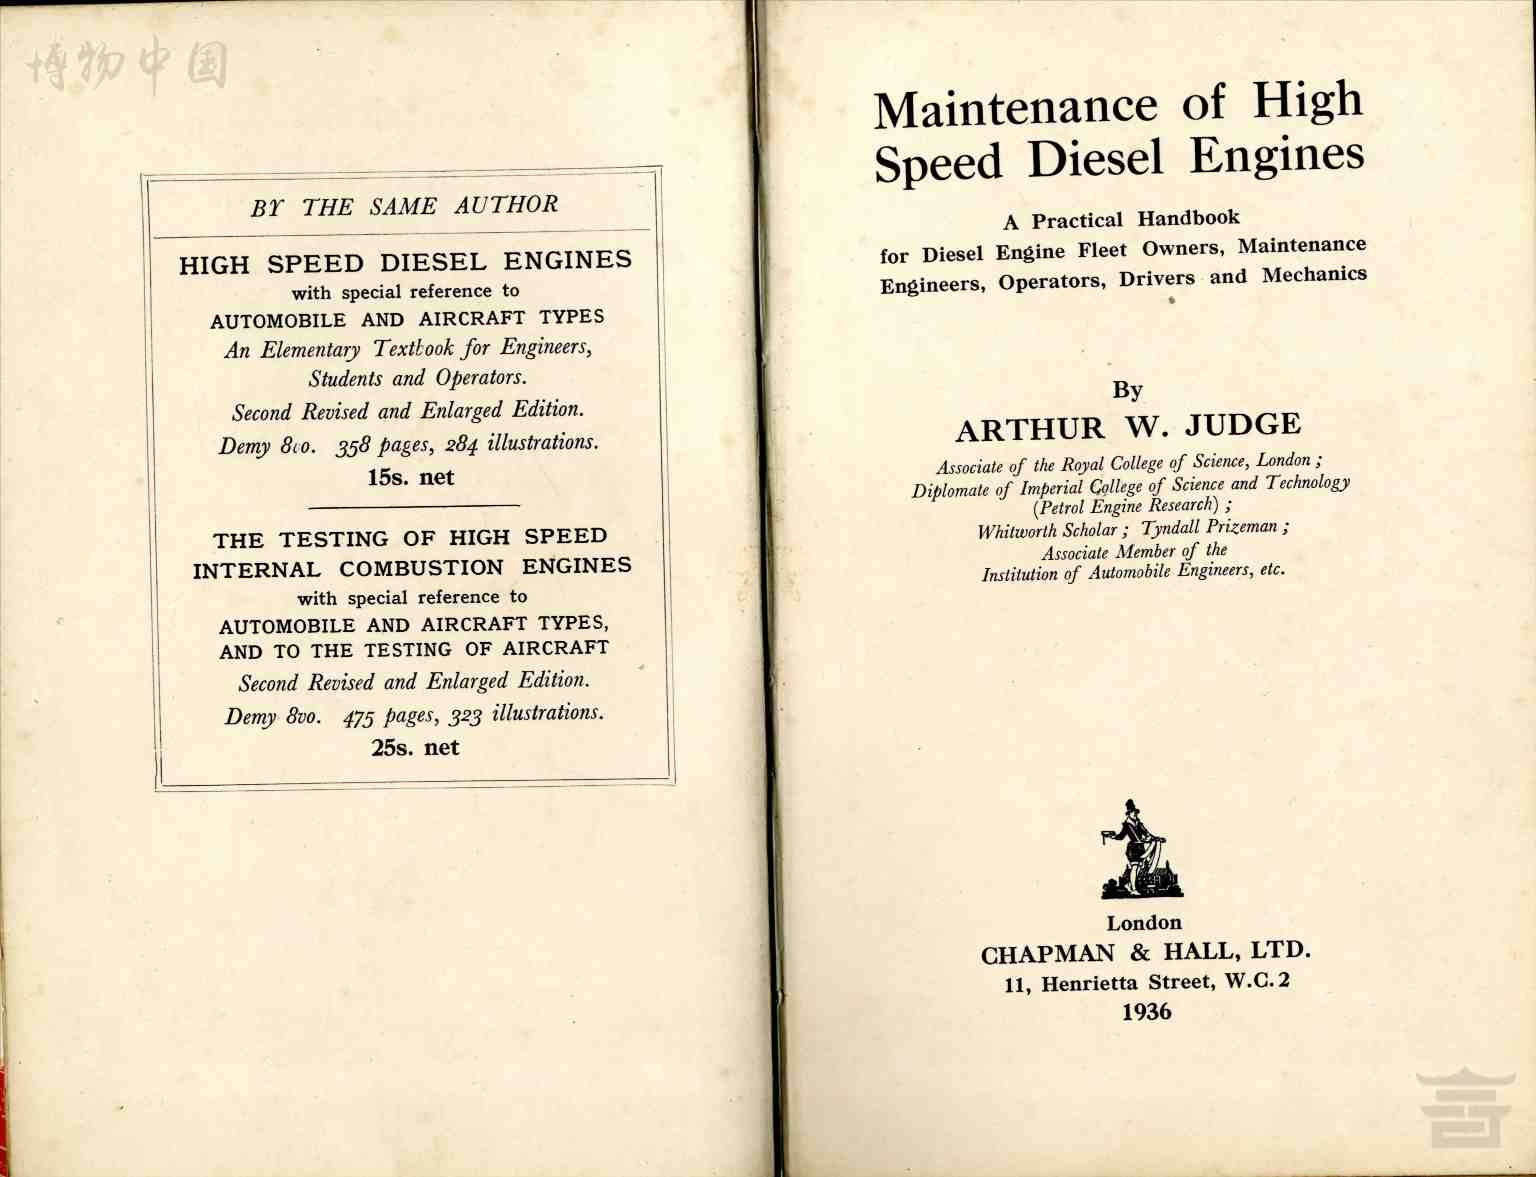 博物中国
BY THE SAME AUTHOR
HIGH SPEED DIESEL ENGINES
with special reference to
AUTOMOBILE AND AIRCRAFT TYPES
An Elementary Textbook for Engineers,
Students and Operators.
Second Revised and Enlarged Edition.
Demy 8vo. 358 pages, 284 illustrations.
15s. net
THE TESTING OF HIGH SPEED
INTERNAL COMBUSTION ENGINES
with special reference to
AUTOMOBILE AND AIRCRAFT TYPES,
AND TO THE TESTING OF AIRCRAFT
Second Revised and Enlarged Edition.
Demy 8vo. 475 pages, 323 illustrations.
25s. net
Maintenance of High
Speed Diesel Engines
A Practical Handbook
for Diesel Engine Fleet Owners, Maintenance
Engineers, Operators, Drivers and Mechanics
By
ARTHUR W. JUDGE
Associate of the Royal College of Science, London ;
Diplomate of Imperial College of Science and Technology
(Petrol Engine Research) ;
Whitworth Scholar ; Tyndall Prizeman ;
Associate Member of the
Institution of Automobile Engineers, etc.
London
CHAPMAN & HALL, LTD.
11, Henrietta Street, W.C.2
1936